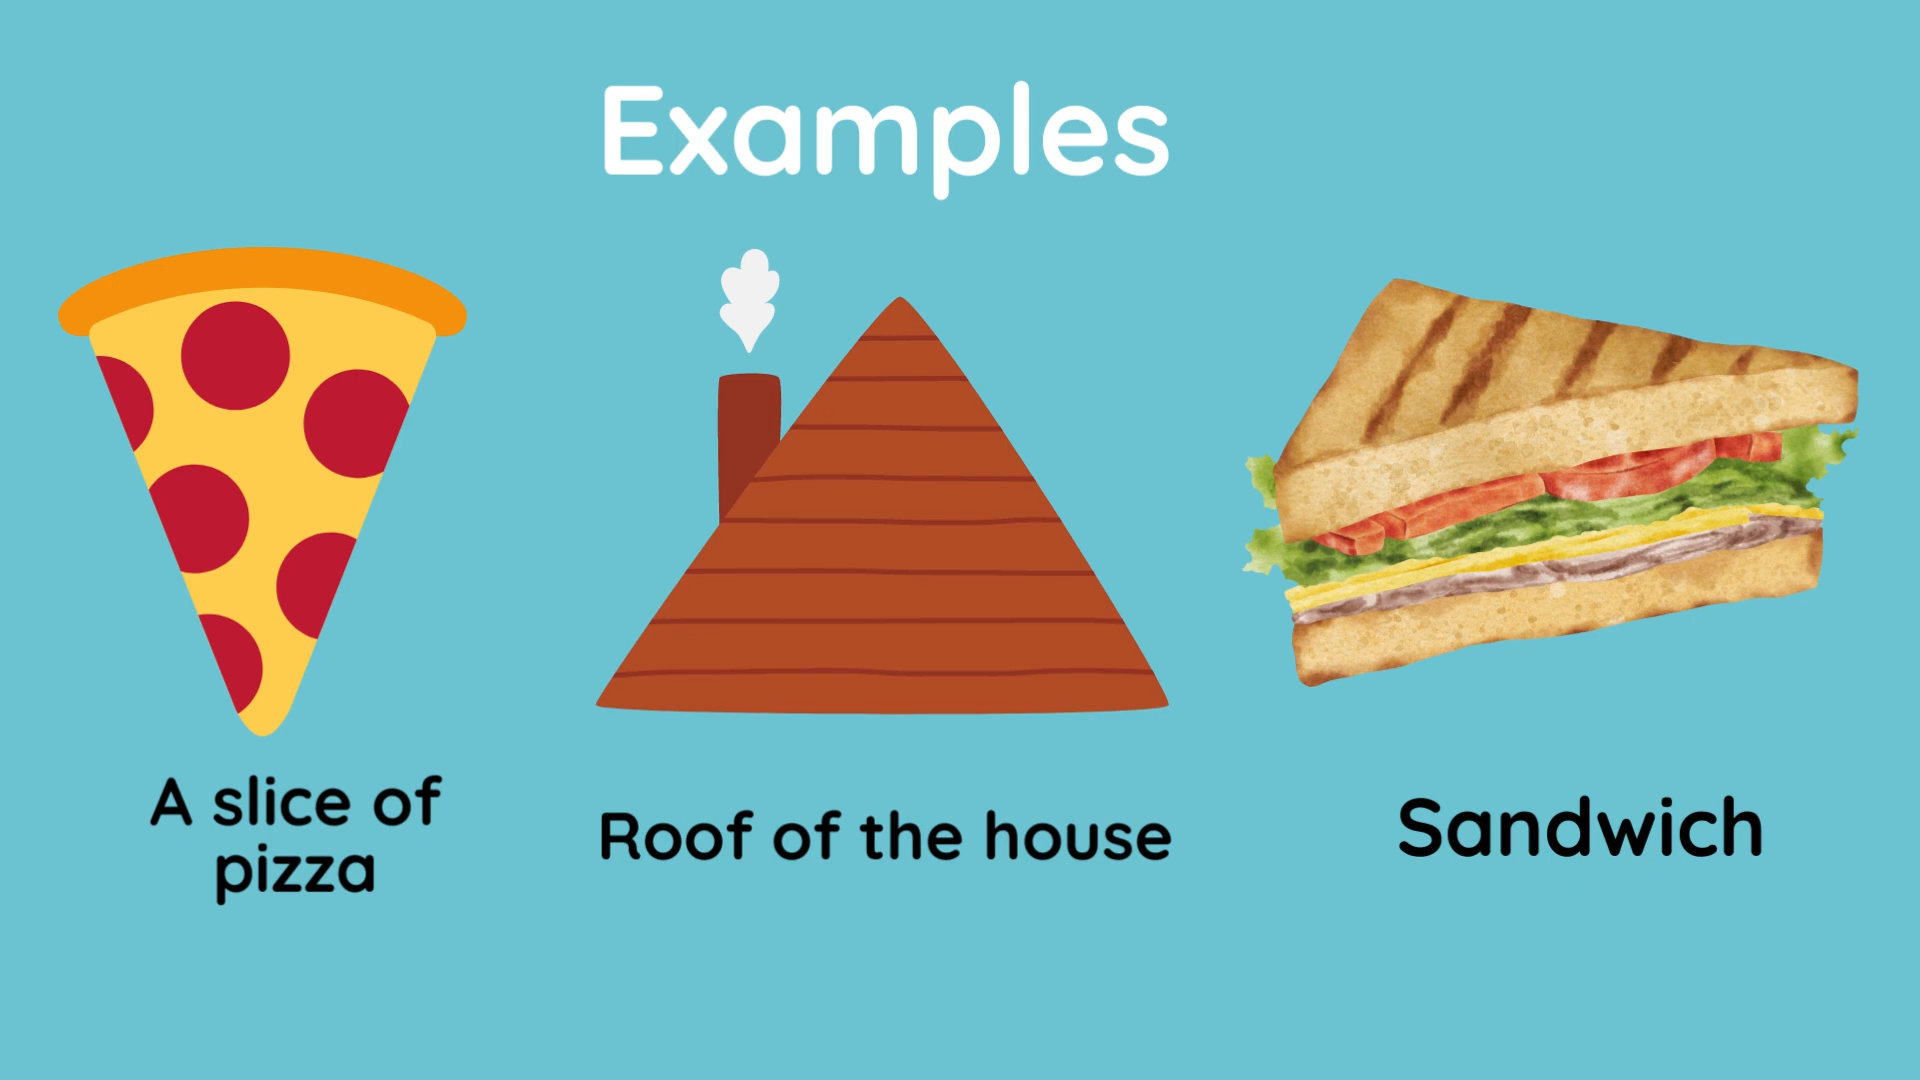 Examples
A slice of
pizza
Roof of the house
Sandwich